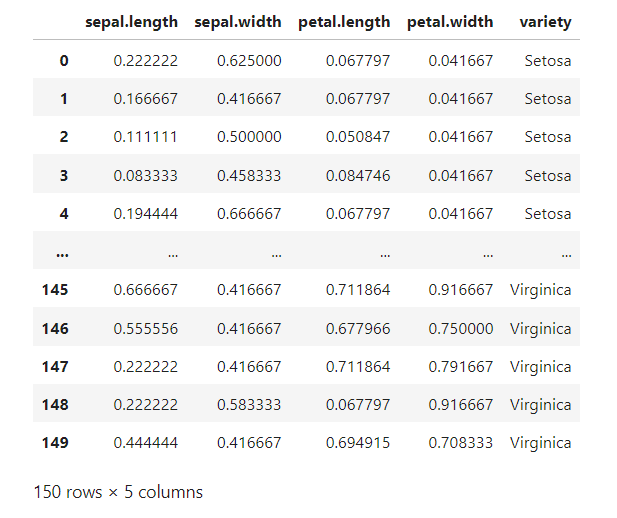 sepal.length sepal.width petal.length petal.width variety
0 0.222222 0.625000 0.067797 0.041667 Setosa
1 0.166667 0.416667 0.067797 0.041667 Setosa
2 0.111111 0.500000 0.050847 0.041667 Setosa
3 0.083333 0.458333 0.084746 0.041667 Setosa
4 0.194444 0.666667 0.067797 0.041667 Setosa
... ... ... ... ... ...
145 0.666667 0.416667 0.711864 0.916667 Virginica
146 0.555556 0.416667 0.677966 0.750000 Virginica
147 0.222222 0.416667 0.711864 0.791667 Virginica
148 0.222222 0.583333 0.067797 0.916667 Virginica
149 0.444444 0.416667 0.694915 0.708333 Virginica
150 rows × 5 columns